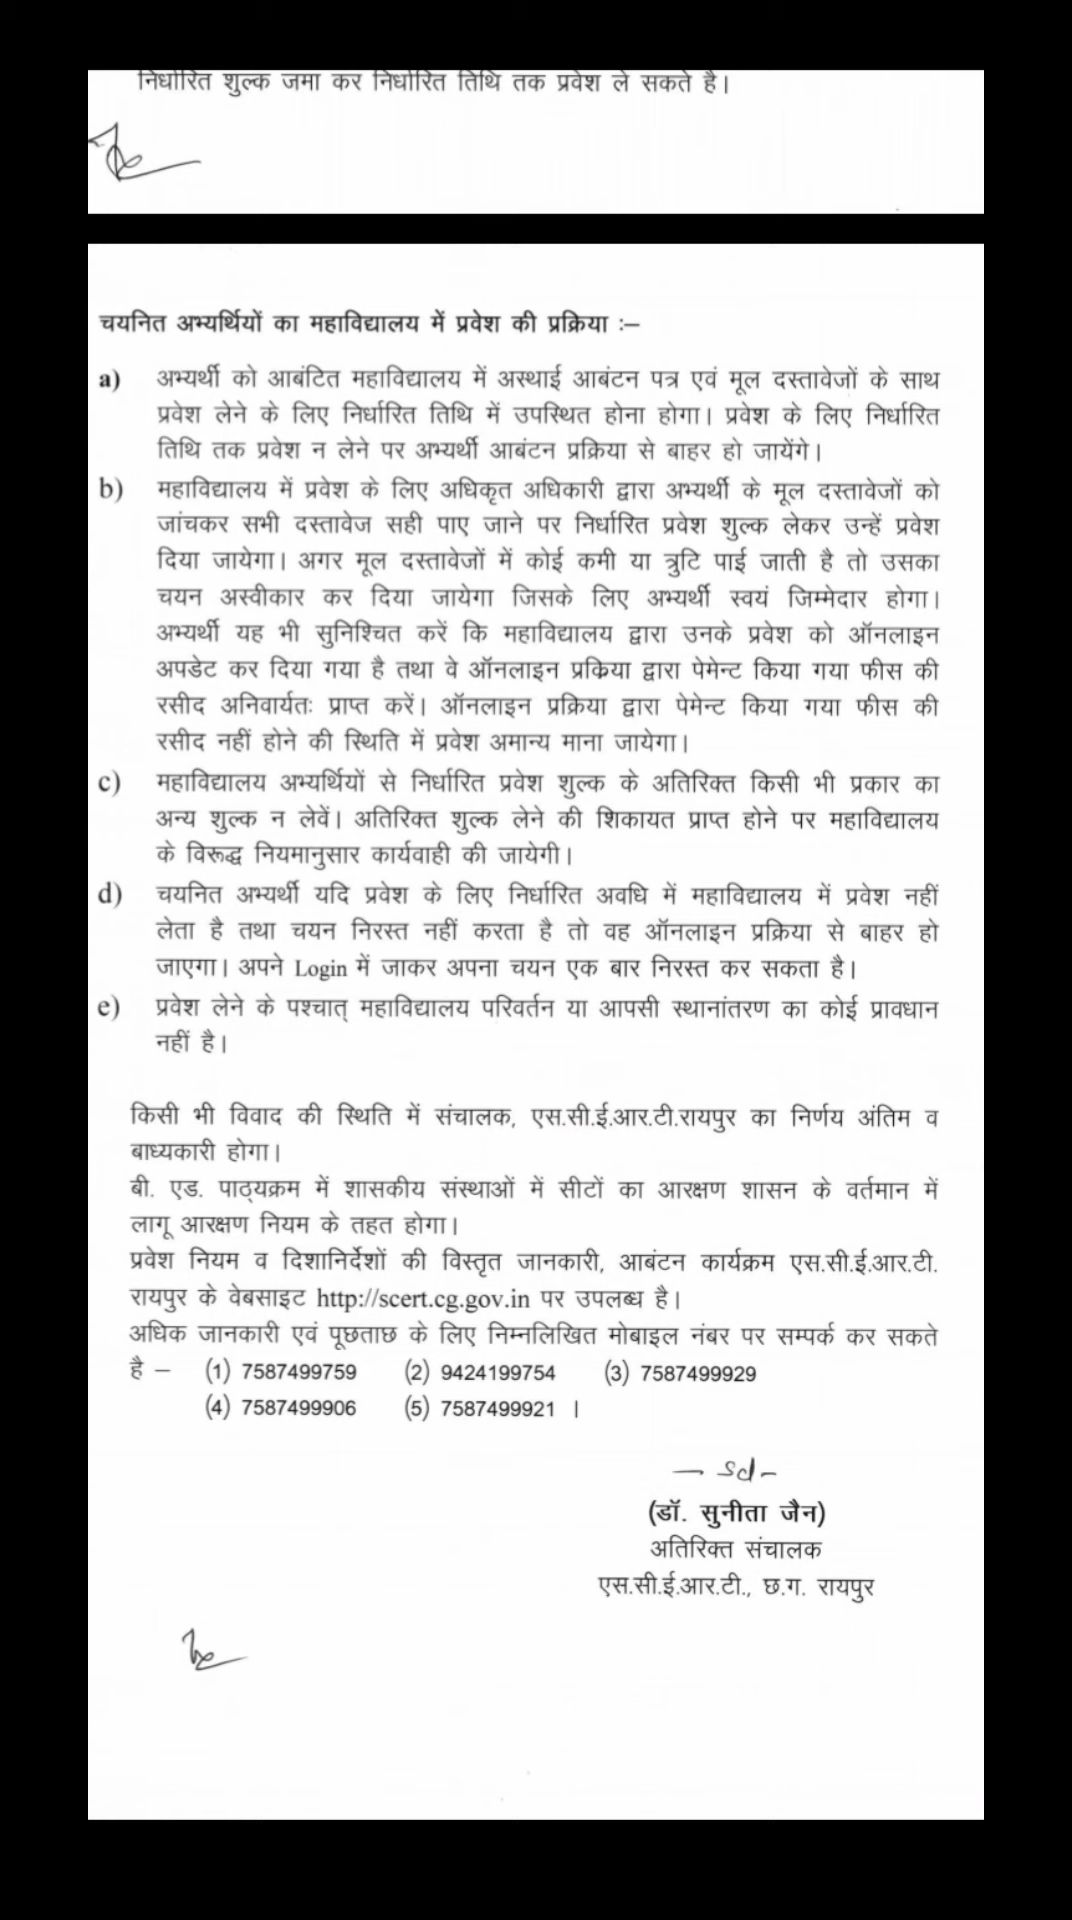 निर्धारित शुल्क जमा कर निर्धारित तिथि तक प्रवेश ले सकते है।
चयनित अभ्यर्थियों का महाविद्यालय में प्रवेश की प्रक्रिया :–
a) अभ्यर्थी को आबंटित महाविद्यालय में अस्थाई आबंटन पत्र एवं मूल दस्तावेजों के साथ
प्रवेश लेने के लिए निर्धारित तिथि में उपस्थित होना होगा। प्रवेश के लिए निर्धारित
तिथि तक प्रवेश न लेने पर अभ्यर्थी आबंटन प्रक्रिया से बाहर हो जायेंगे।
b) महाविद्यालय में प्रवेश के लिए अधिकृत अधिकारी द्वारा अभ्यर्थी के मूल दस्तावेजों को
जांचकर सभी दस्तावेज सही पाए जाने पर निर्धारित प्रवेश शुल्क लेकर उन्हें प्रवेश
दिया जायेगा। अगर मूल दस्तावेजों में कोई कमी या त्रुटि पाई जाती है तो उसका
चयन अस्वीकार कर दिया जायेगा जिसके लिए अभ्यर्थी स्वयं जिम्मेदार होगा।
अभ्यर्थी यह भी सुनिश्चित करें कि महाविद्यालय द्वारा उनके प्रवेश को ऑनलाइन
अपडेट कर दिया गया है तथा वे ऑनलाइन प्रकिया द्वारा पेमेन्ट किया गया फीस की
रसीद अनिवार्यतः प्राप्त करें। ऑनलाइन प्रक्रिया द्वारा पेमेन्ट किया गया फीस की
रसीद नहीं होने की स्थिति में प्रवेश अमान्य माना जायेगा।
c) महाविद्यालय अभ्यर्थियों से निर्धारित प्रवेश शुल्क के अतिरिक्त किसी भी प्रकार का
अन्य शुल्क न लेवें। अतिरिक्त शुल्क लेने की शिकायत प्राप्त होने पर महाविद्यालय
के विरूद्ध नियमानुसार कार्यवाही की जायेगी।
d) चयनित अभ्यर्थी यदि प्रवेश के लिए निर्धारित अवधि में महाविद्यालय में प्रवेश नहीं
लेता है तथा चयन निरस्त नहीं करता है तो वह ऑनलाइन प्रक्रिया से बाहर हो
जाएगा। अपने Login में जाकर अपना चयन एक बार निरस्त कर सकता है।
e) प्रवेश लेने के पश्चात् महाविद्यालय परिवर्तन या आपसी स्थानांतरण का कोई प्रावधान
नहीं है।
किसी भी विवाद की स्थिति में संचालक, एस.सी.ई.आर.टी.रायपुर का निर्णय अंतिम व
बाध्यकारी होगा।
बी. एड. पाठ्यक्रम में शासकीय संस्थाओं में सीटों का आरक्षण शासन के वर्तमान में
लागू आरक्षण नियम के तहत होगा।
प्रवेश नियम व दिशानिर्देशों की विस्तृत जानकारी, आबंटन कार्यक्रम एस.सी.ई.आर.टी.
रायपुर के वेबसाइट http://scert.cg.gov.in पर उपलब्ध है।
अधिक जानकारी एवं पूछताछ के लिए निम्नलिखित मोबाइल नंबर पर सम्पर्क कर सकते
है – (1) 7587499759 (2) 9424199754 (3) 7587499929
(4) 7587499906 (5) 7587499921 ।
– sd –
(डॉ. सुनीता जैन)
अतिरिक्त संचालक
एस.सी.ई.आर.टी., छ.ग. रायपुर